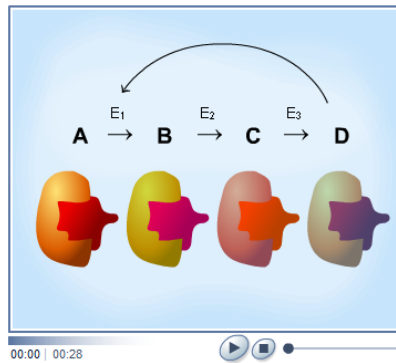 E₁ E₂ E₃
A → B → C → D
00:00 | 00:28